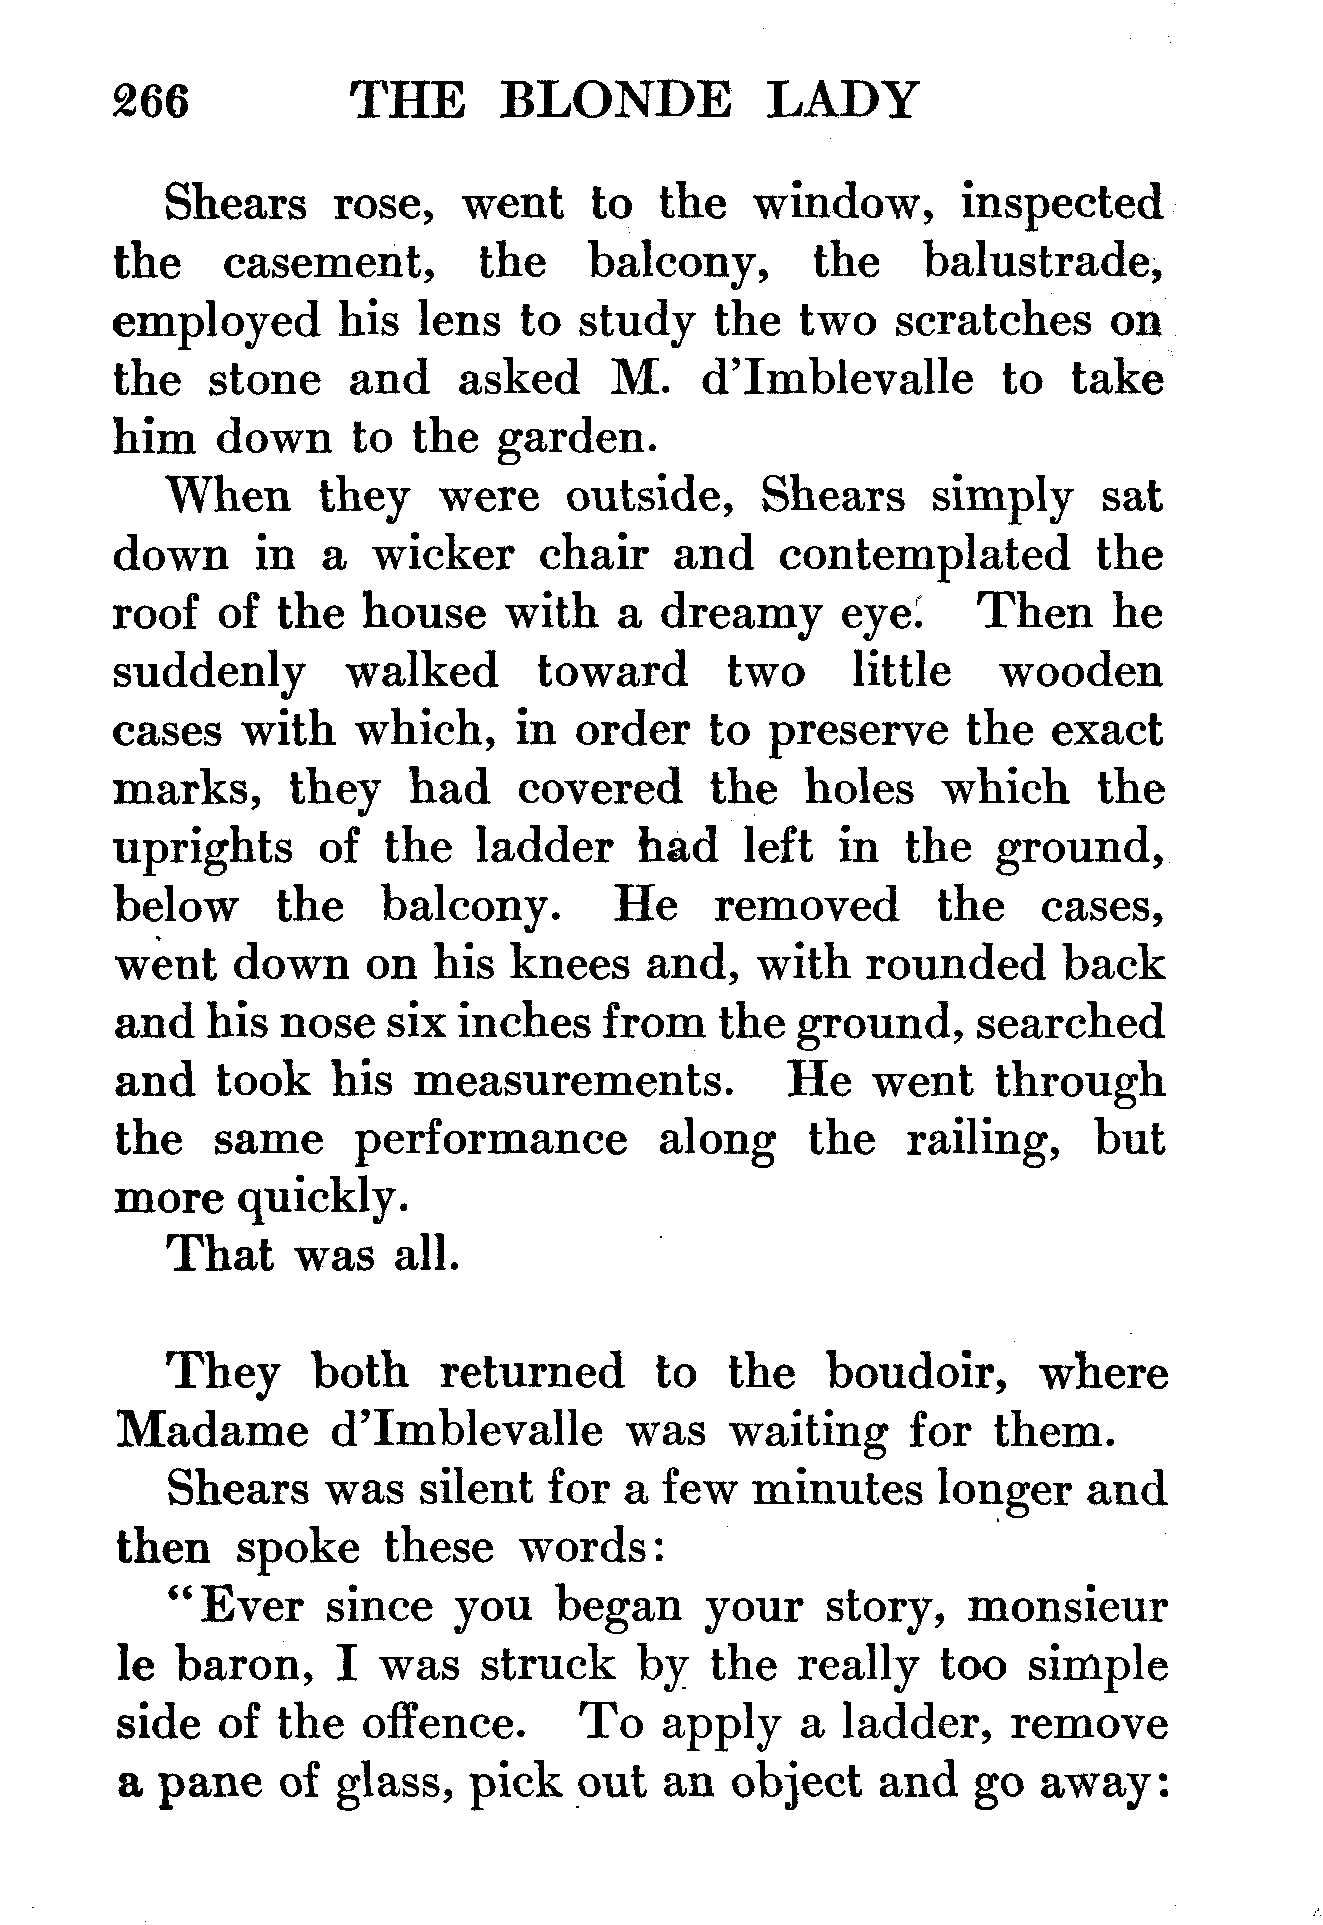 266 THE BLONDE LADY
Shears rose, went to the window, inspected
the casement, the balcony, the balustrade,
employed his lens to study the two scratches on
the stone and asked M. d'Imblevalle to take
him down to the garden.
When they were outside, Shears simply sat
down in a wicker chair and contemplated the
roof of the house with a dreamy eye. Then he
suddenly walked toward two little wooden
cases with which, in order to preserve the exact
marks, they had covered the holes which the
uprights of the ladder had left in the ground,
below the balcony. He removed the cases,
went down on his knees and, with rounded back
and his nose six inches from the ground, searched
and took his measurements. He went through
the same performance along the railing, but
more quickly.
That was all.
They both returned to the boudoir, where
Madame d'Imblevalle was waiting for them.
Shears was silent for a few minutes longer and
then spoke these words:
“Ever since you began your story, monsieur
le baron, I was struck by the really too simple
side of the offence. To apply a ladder, remove
a pane of glass, pick out an object and go away: